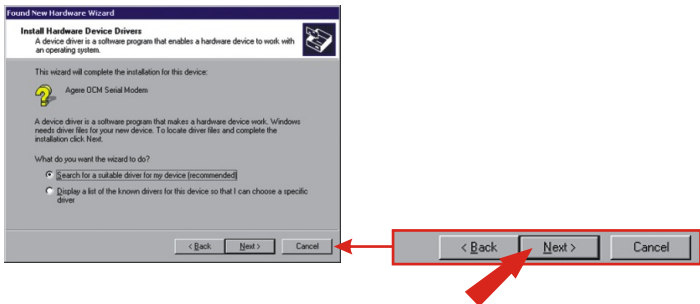 Found New Hardware Wizard
Install Hardware Device Drivers
A device driver is a software program that enables a hardware device to work with
an operating system.
This wizard will complete the installation for this device:
Agere OCM Serial Modem
A device driver is a software program that makes a hardware device work. Windows
needs driver files for your new device. To locate driver files and complete the
installation click Next.
What do you want the wizard to do?
Search for a suitable driver for my device (recommended)
Display a list of the known drivers for this device so that I can choose a specific
driver
< Back Next > Cancel
< Back Next > Cancel